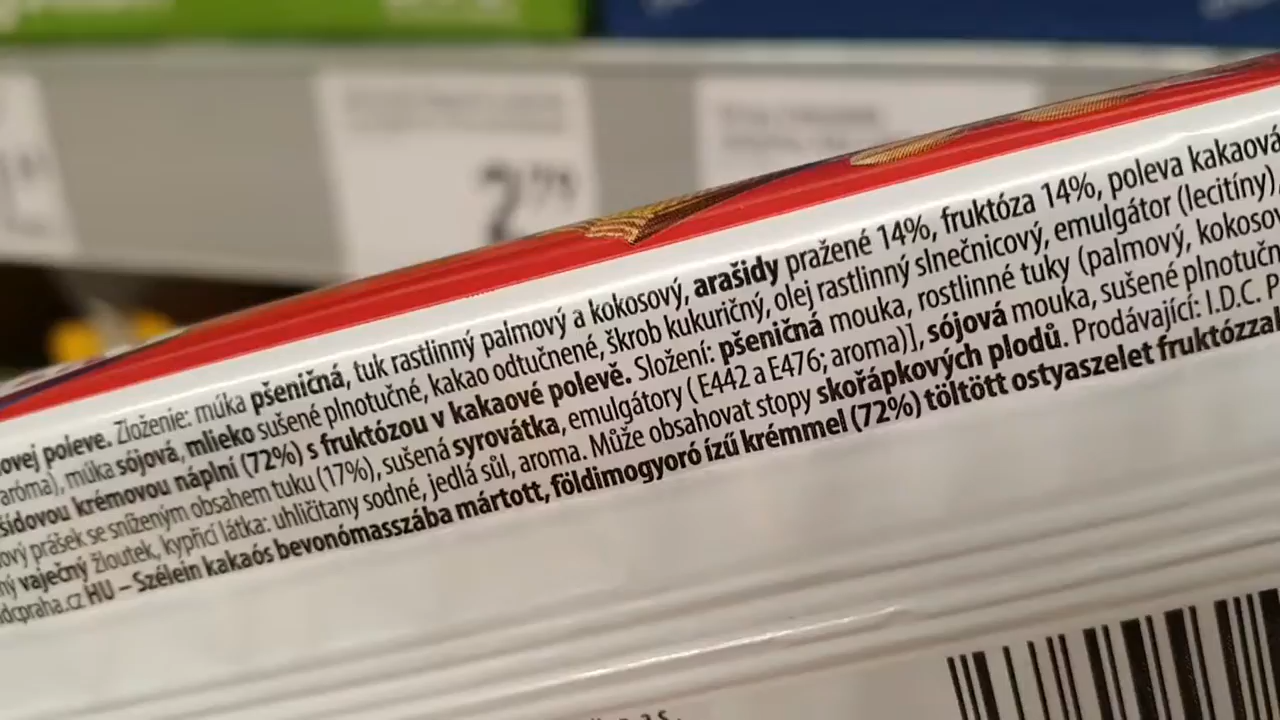 2.79
ovej poleve. Zloženie: múka pšeničná, tuk rastlinný palmový a kokosový, arašidy pražené 14%, fruktóza 14%, poleva kakaová
aróma), múka sójová, mlieko sušené plnotučné, kakao odtučnené, škrob kukuričný, olej rastlinný slnečnicový, emulgátor (lecitíny),
šídovou krémovou náplní (72%) s fruktózou v kakaové polevě. Složení: pšeničná mouka, rostlinné tuky (palmový, kokosov
ový prášek se sníženým obsahem tuku (17%), sušená syrovátka, emulgátory ( E442 a E476; aroma)], sójová mouka, sušené plnotučn
ný vaječný žloutek, kypřicí látka: uhličitany sodné, jedlá sůl, aroma. Může obsahovat stopy skořápkových plodů. Prodávající: I.D.C. P
dcpraha.cz HU – Szélein kakaós bevonómasszába mártott, földimogyoró ízű krémmel (72%) töltött ostyaszelet fruktózzal